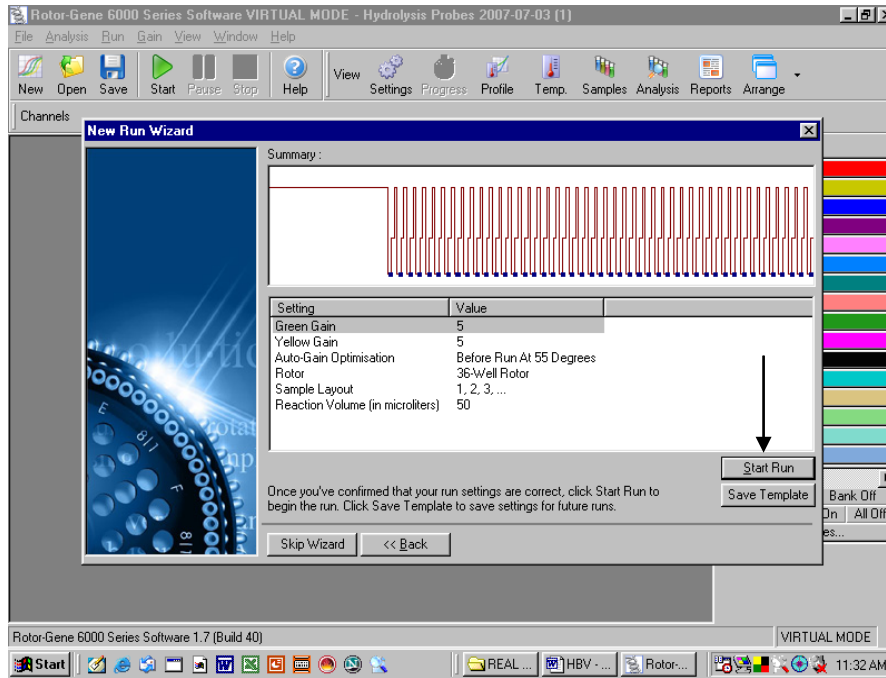 Rotor-Gene 6000 Series Software VIRTUAL MODE - Hydrolysis Probes 2007-07-03 (1)
File Analysis Run Gain View Window Help
New Open Save Start Pause Stop Help View Settings Progress Profile Temp. Samples Analysis Reports Arrange
Channels
New Run Wizard
Summary :
Setting Value
Green Gain 5
Yellow Gain 5
Auto-Gain Optimisation Before Run At 55 Degrees
Rotor 36-Well Rotor
Sample Layout 1, 2, 3, ...
Reaction Volume (in microliters) 50
Start Run
Once you've confirmed that your run settings are correct, click Start Run to
begin the run. Click Save Template to save settings for future runs.
Save Template
Bank Off
On All Off
es...
Skip Wizard << Back
Rotor-Gene 6000 Series Software 1.7 (Build 40) VIRTUAL MODE
Start REAL ... HBV - ... Rotor-... 11:32 AM